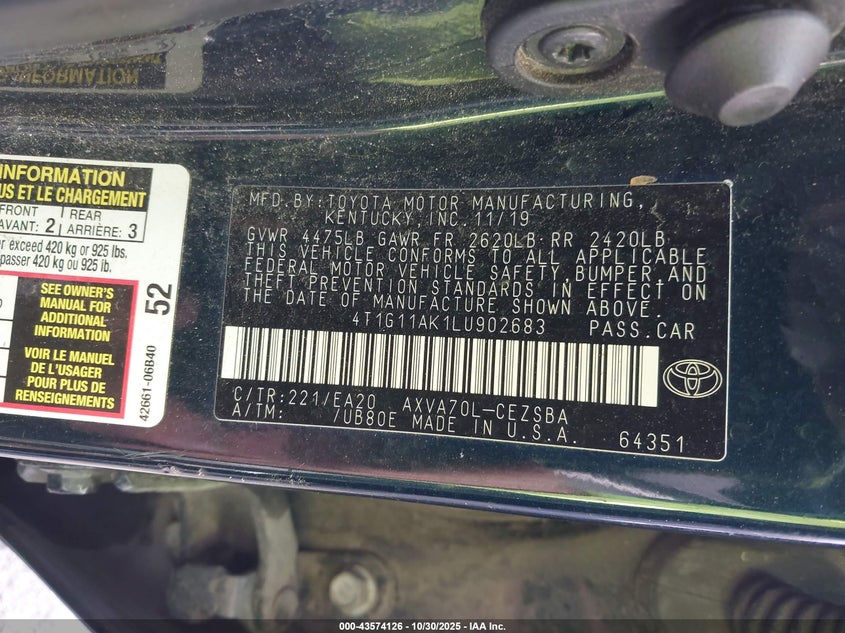 INFORMATION
INFORMATION
US ET LE CHARGEMENT
FRONT
AVANT: 2
REAR
ARRIÈRE: 3
er exceed 420 kg or 925 lbs.
passer 420 kg ou 925 lb.
SEE OWNER'S
MANUAL FOR
ADDITIONAL
INFORMATION
VOIR LE MANUEL
DE L'USAGER
POUR PLUS DE
RENSEIGNEMENTS
52
42661-06B40
MFD.BY:TOYOTA MOTOR MANUFACTURING,
KENTUCKY, INC. 11/19
GVWR 4475LB GAWR FR 2620LB RR 2420LB
THIS VEHICLE CONFORMS TO ALL APPLICABLE
FEDERAL MOTOR VEHICLE SAFETY,BUMPER,AND
THEFT PREVENTION STANDARDS IN EFFECT ON
THE DATE OF MANUFACTURE SHOWN ABOVE.
4T1G11AK1LU902683 PASS.CAR
C/TR:221/EA20 AXVA70L-CEZSBA
A/TM: 7UB80E MADE IN U.S.A. 64351
000-43574126 - 10/30/2025 - IAA Inc.